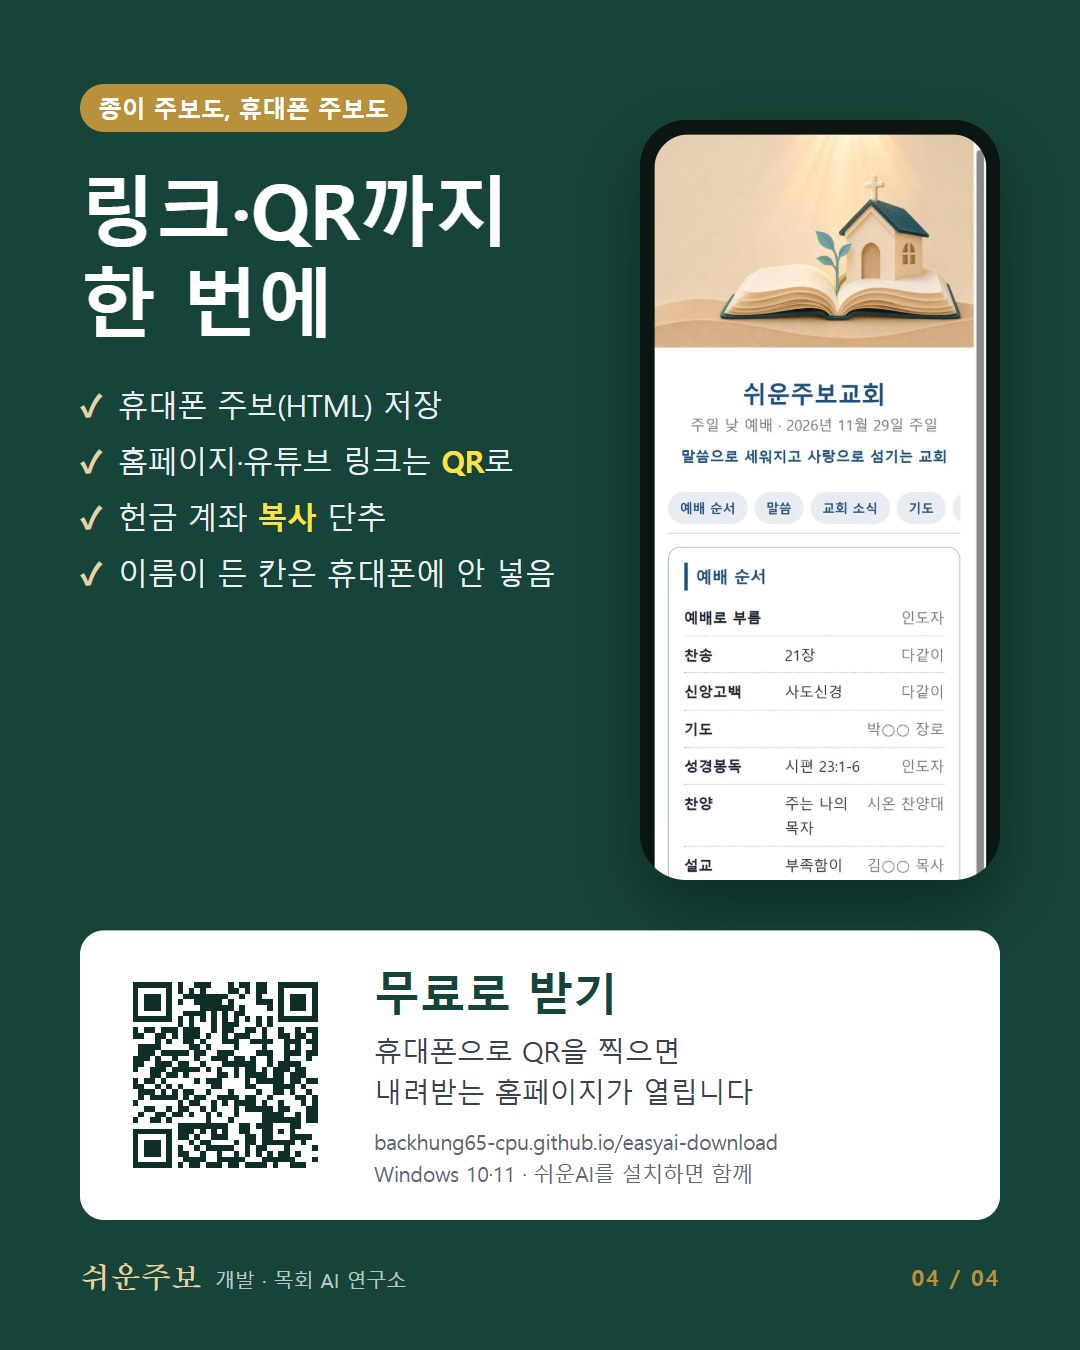 종이 주보도, 휴대폰 주보도
링크·QR까지
한 번에
✓ 휴대폰 주보(HTML) 저장
✓ 홈페이지·유튜브 링크는 QR로
✓ 헌금 계좌 복사 단추
✓ 이름이 든 칸은 휴대폰에 안 넣음
쉬운주보교회
주일 낮 예배 · 2026년 11월 29일 주일
말씀으로 세워지고 사랑으로 섬기는 교회
예배 순서 말씀 교회 소식 기도
예배 순서
예배로 부름 인도자
찬송 21장 다같이
신앙고백 사도신경 다같이
기도 박○○ 장로
성경봉독 시편 23:1-6 인도자
찬양 주는 나의 시온 찬양대
목자
설교 부족함이 김○○ 목사
무료로 받기
휴대폰으로 QR을 찍으면
내려받는 홈페이지가 열립니다
backhung65-cpu.github.io/easyai-download
Windows 10·11 · 쉬운AI를 설치하면 함께
쉬운주보 개발 · 목회 AI 연구소
04 / 04